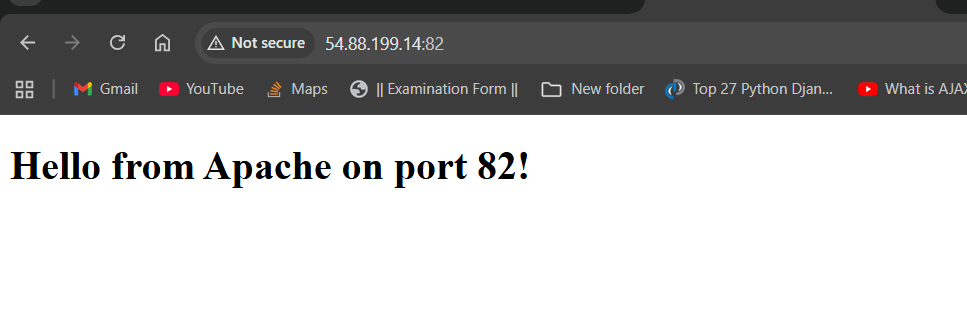 Not secure 54.88.199.14:82
Gmail YouTube Maps || Examination Form || New folder Top 27 Python Djan... What is AJAX
Hello from Apache on port 82!